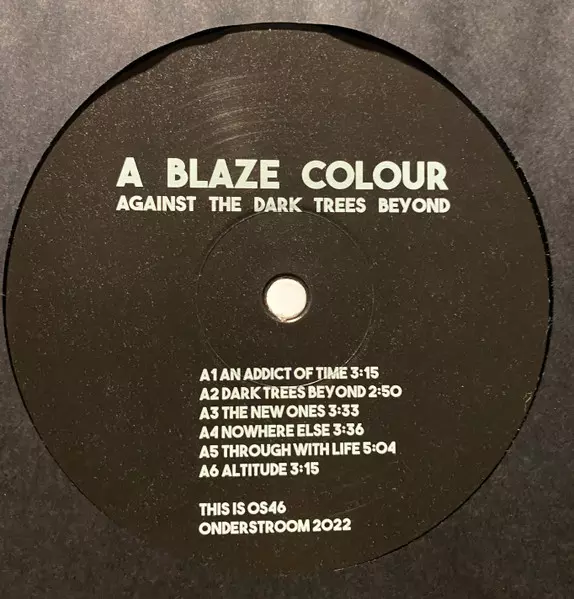 A BLAZE COLOUR
AGAINST THE DARK TREES BEYOND
A1 AN ADDICT OF TIME 3:15
A2 DARK TREES BEYOND 2:50
A3 THE NEW ONES 3:33
A4 NOWHERE ELSE 3:36
A5 THROUGH WITH LIFE 5:04
A6 ALTITUDE 3:15
THIS IS OS46
ONDERSTROOM 2022